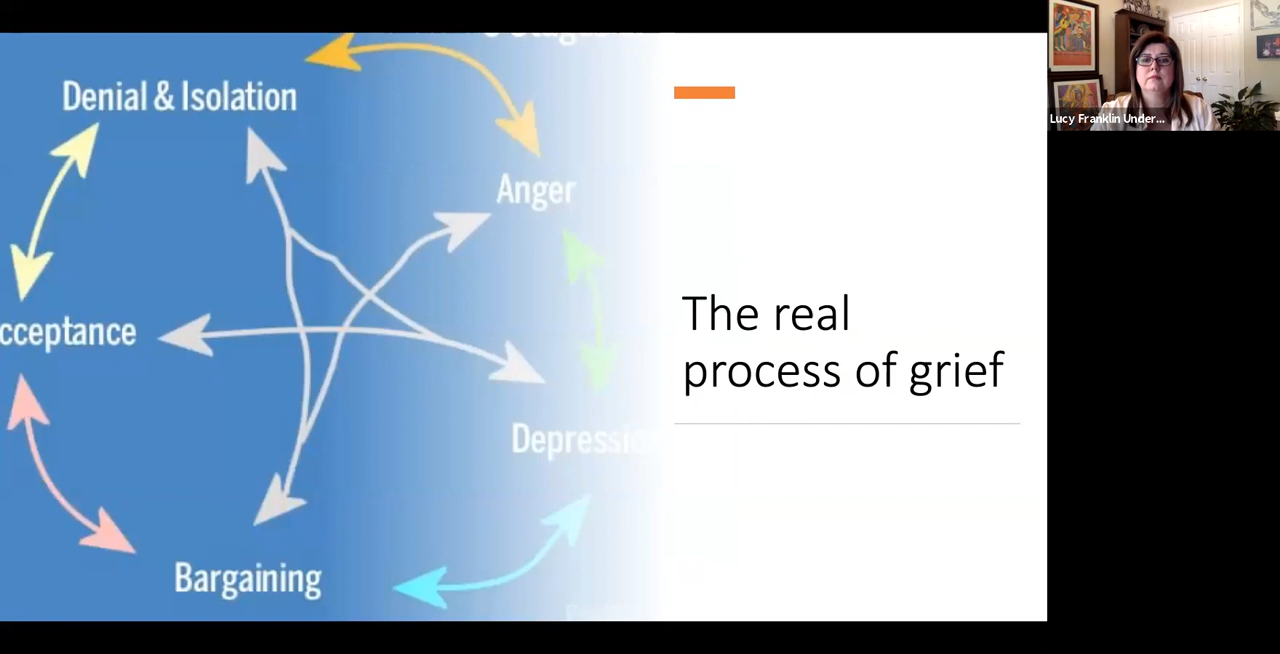 Denial & Isolation
Anger
cceptance
Depressio
Bargaining
The real
process of grief
Lucy Franklin Under...